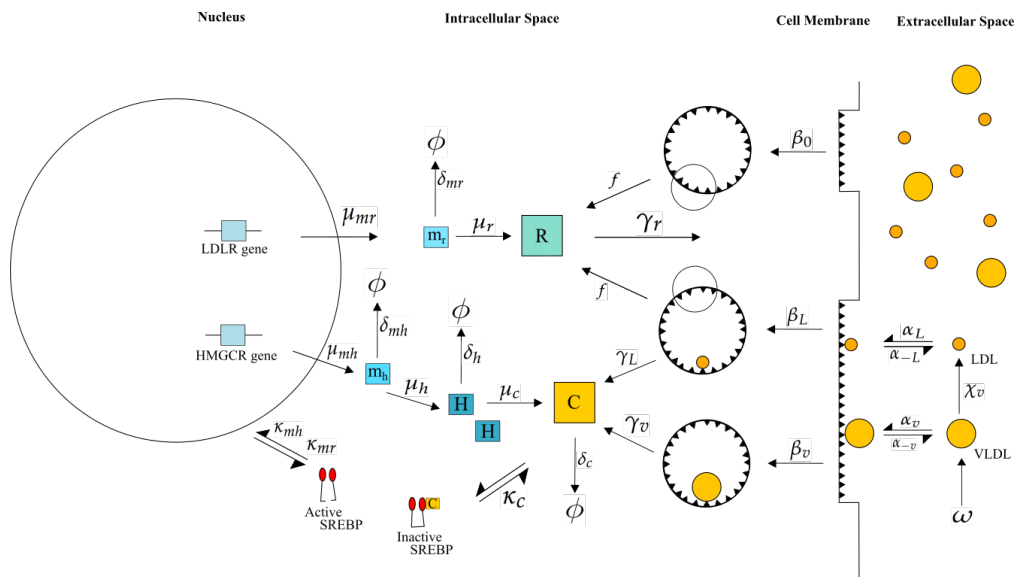 Nucleus
Intracellular Space
Cell Membrane
Extracellular Space
ϕ
δmr
μmr
mr
μr
R
γr
f
β0
LDLR gene
f
ϕ
δmh
ϕ
δh
HMGCR gene
μmh
mh
μh
H
H
μc
C
γL
βL
αL
α−L
LDL
χv
γv
βv
αv
α−v
VLDL
ω
κmh
κmr
δc
ϕ
κc
C
Active
SREBP
Inactive
SREBP